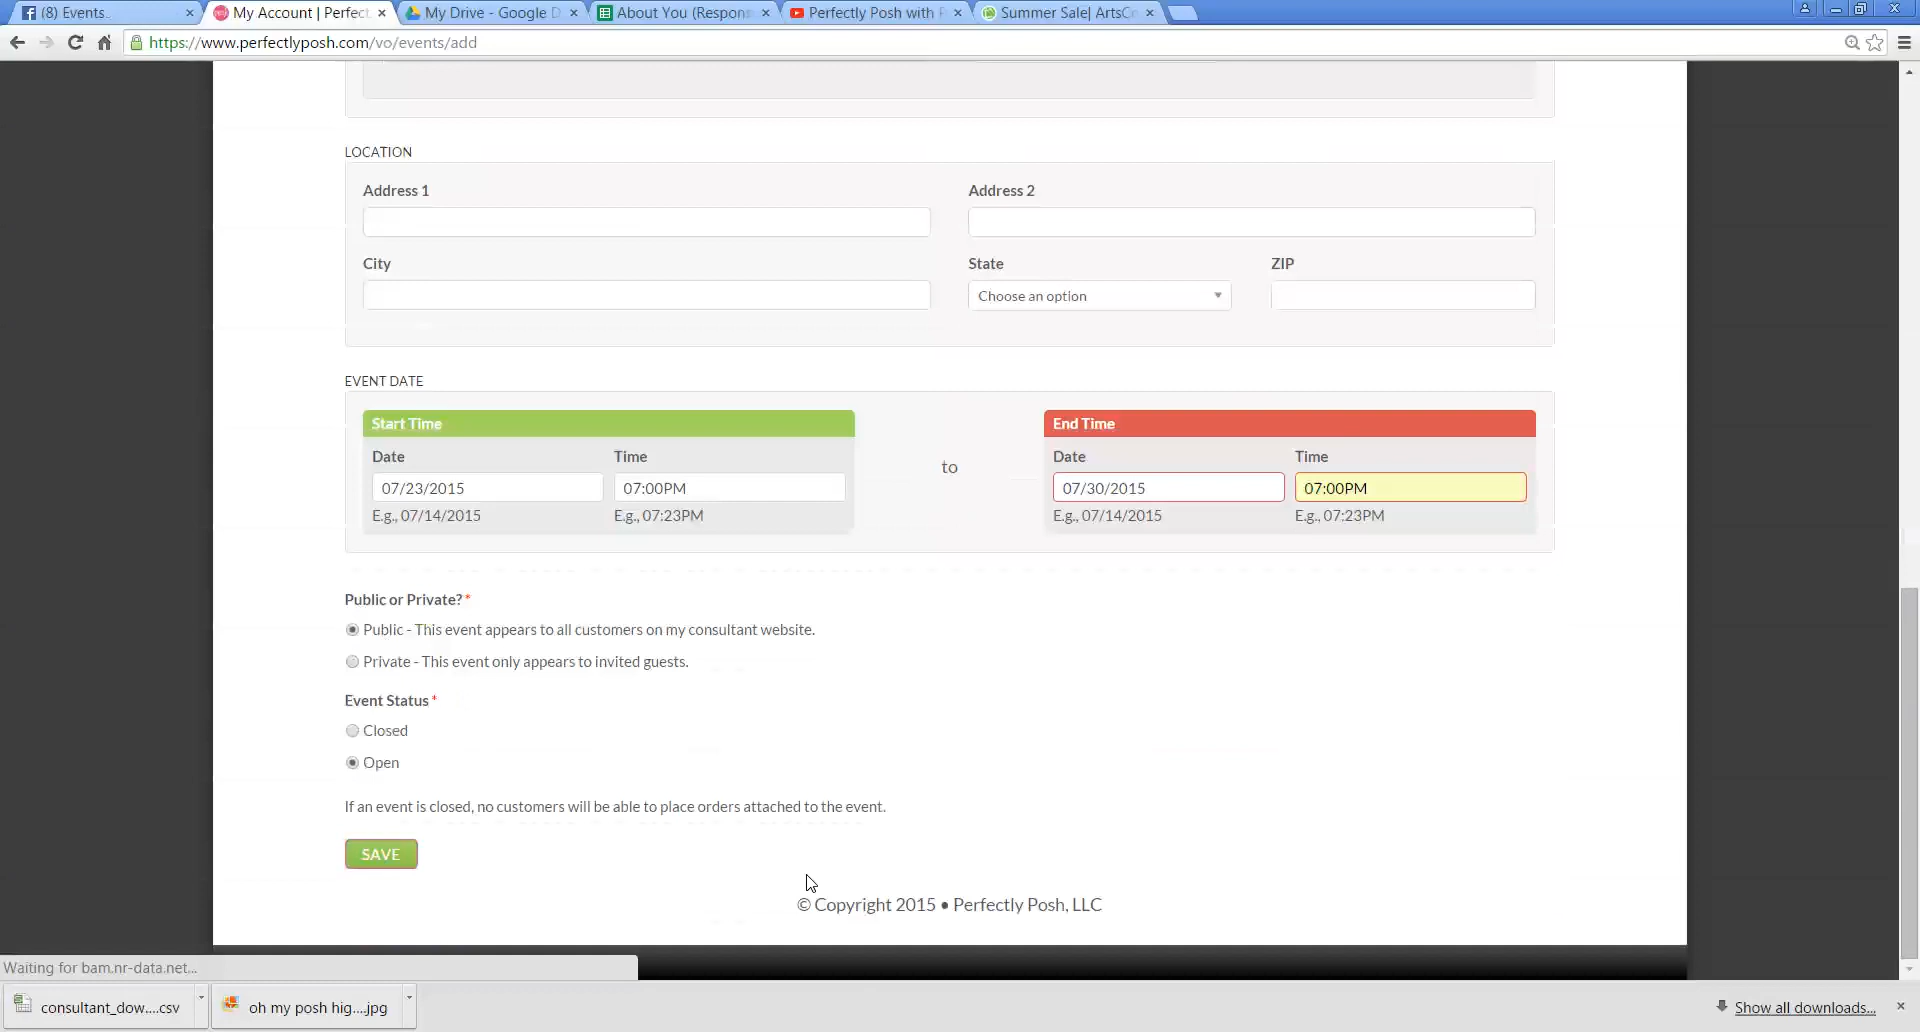 (8) Events
My Account | Perfect
My Drive - Google D
About You (Respons
Perfectly Posh with
Summer Sale| ArtsCo
https://www.perfectlyposh.com/vo/events/add
LOCATION
Address 1
Address 2
City
State
ZIP
Choose an option
EVENT DATE
Start Time
End Time
Date
Time
to
Date
Time
07/23/2015
07:00PM
07/30/2015
07:00PM
E.g., 07/14/2015
E.g., 07:23PM
E.g., 07/14/2015
E.g., 07:23PM
Public or Private? *
Public - This event appears to all customers on my consultant website.
Private - This event only appears to invited guests.
Event Status *
Closed
Open
If an event is closed, no customers will be able to place orders attached to the event.
SAVE
© Copyright 2015 • Perfectly Posh, LLC
Waiting for bam.nr-data.net...
consultant_dow....csv
oh my posh hig....jpg
Show all downloads...